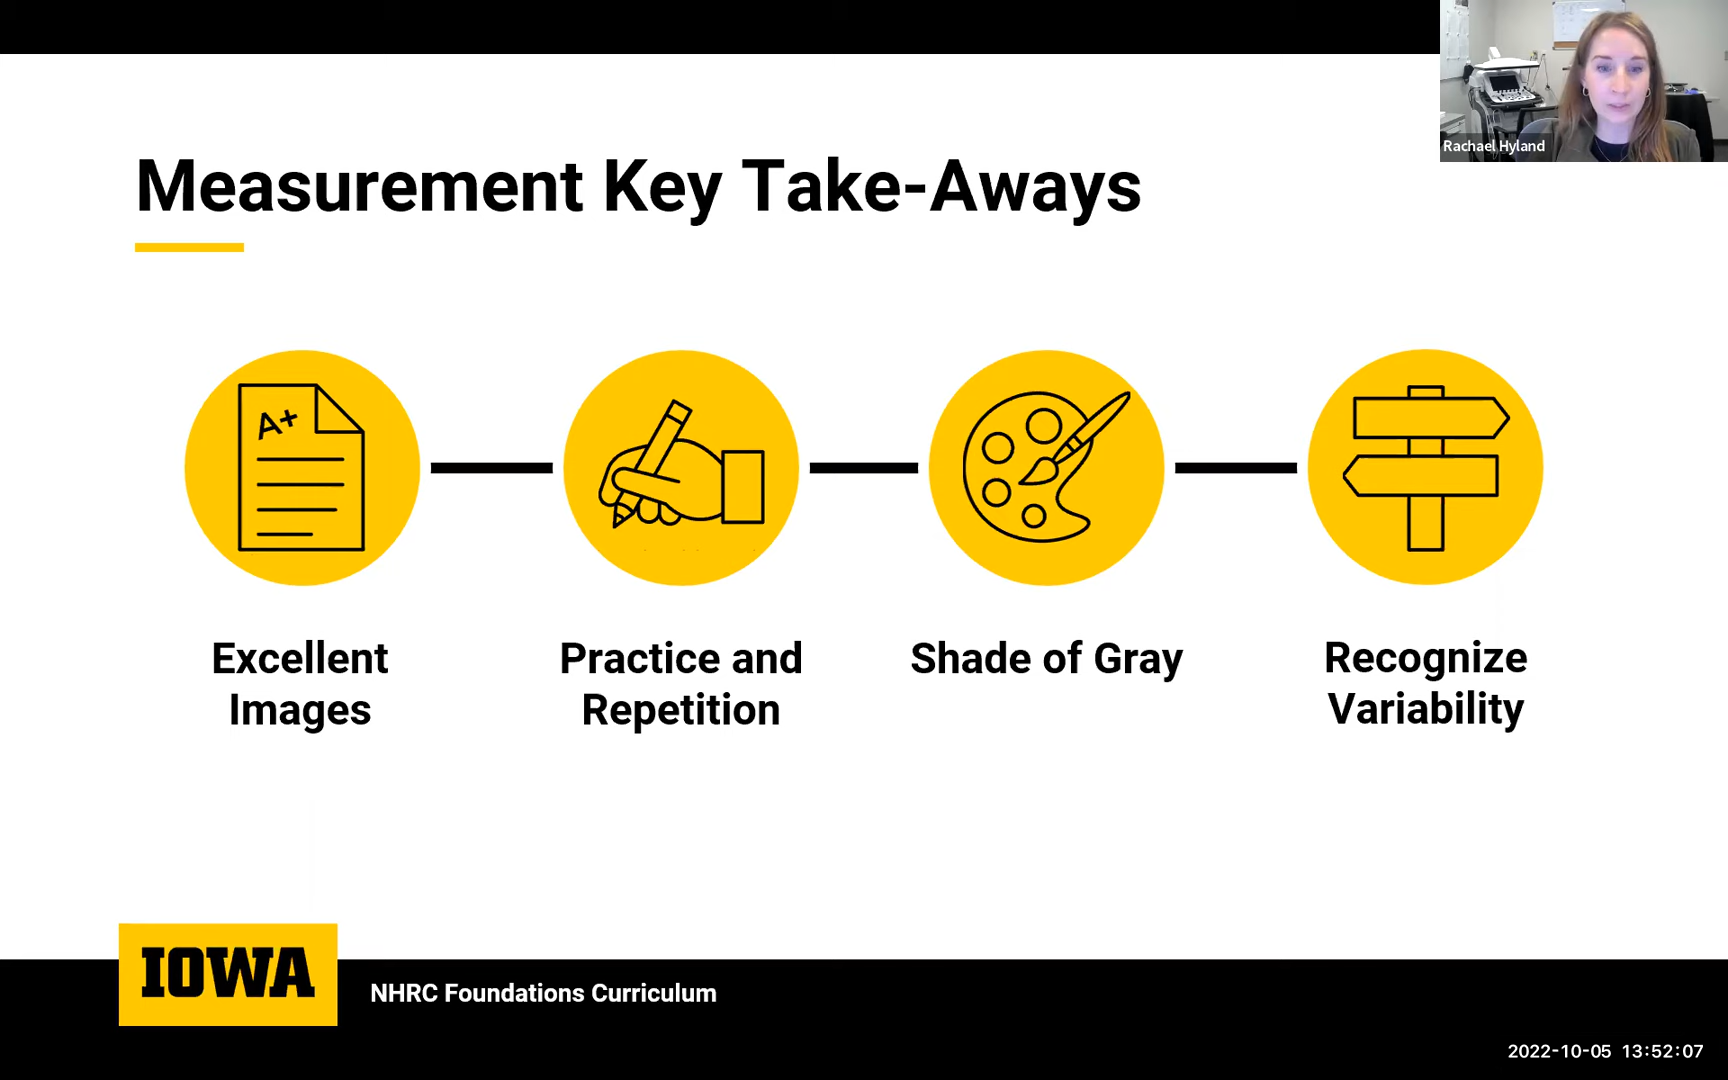 Rachael Hyland
Measurement Key Take-Aways
A+
Excellent
Images
Practice and
Repetition
Shade of Gray
Recognize
Variability
IOWA
NHRC Foundations Curriculum
2022-10-05 13:52:07